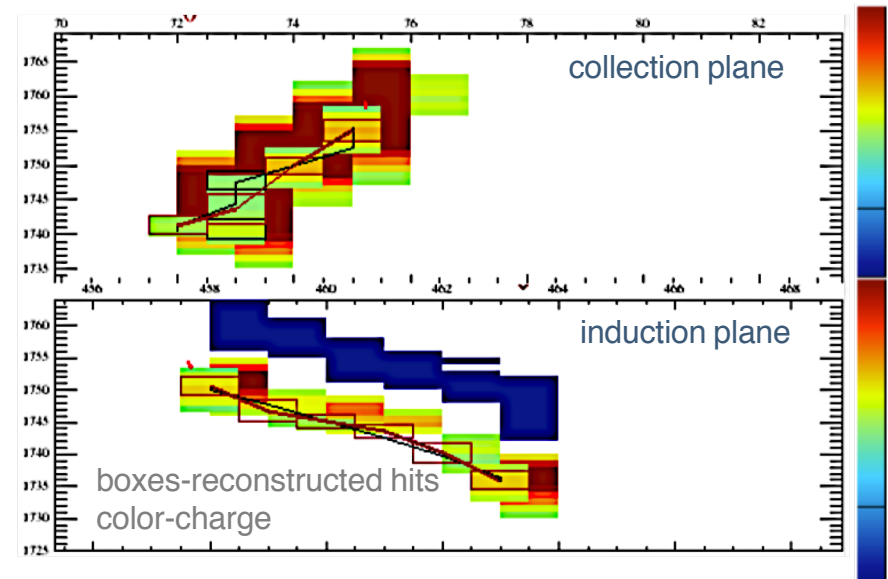 70 72 74 76 78 80 82
collection plane
1765
1760
1755
1750
1745
1740
1735
456 458 460 462 464 466 468
induction plane
1760
1755
1750
1745
1740
1735
1730
1725
boxes-reconstructed hits
color-charge